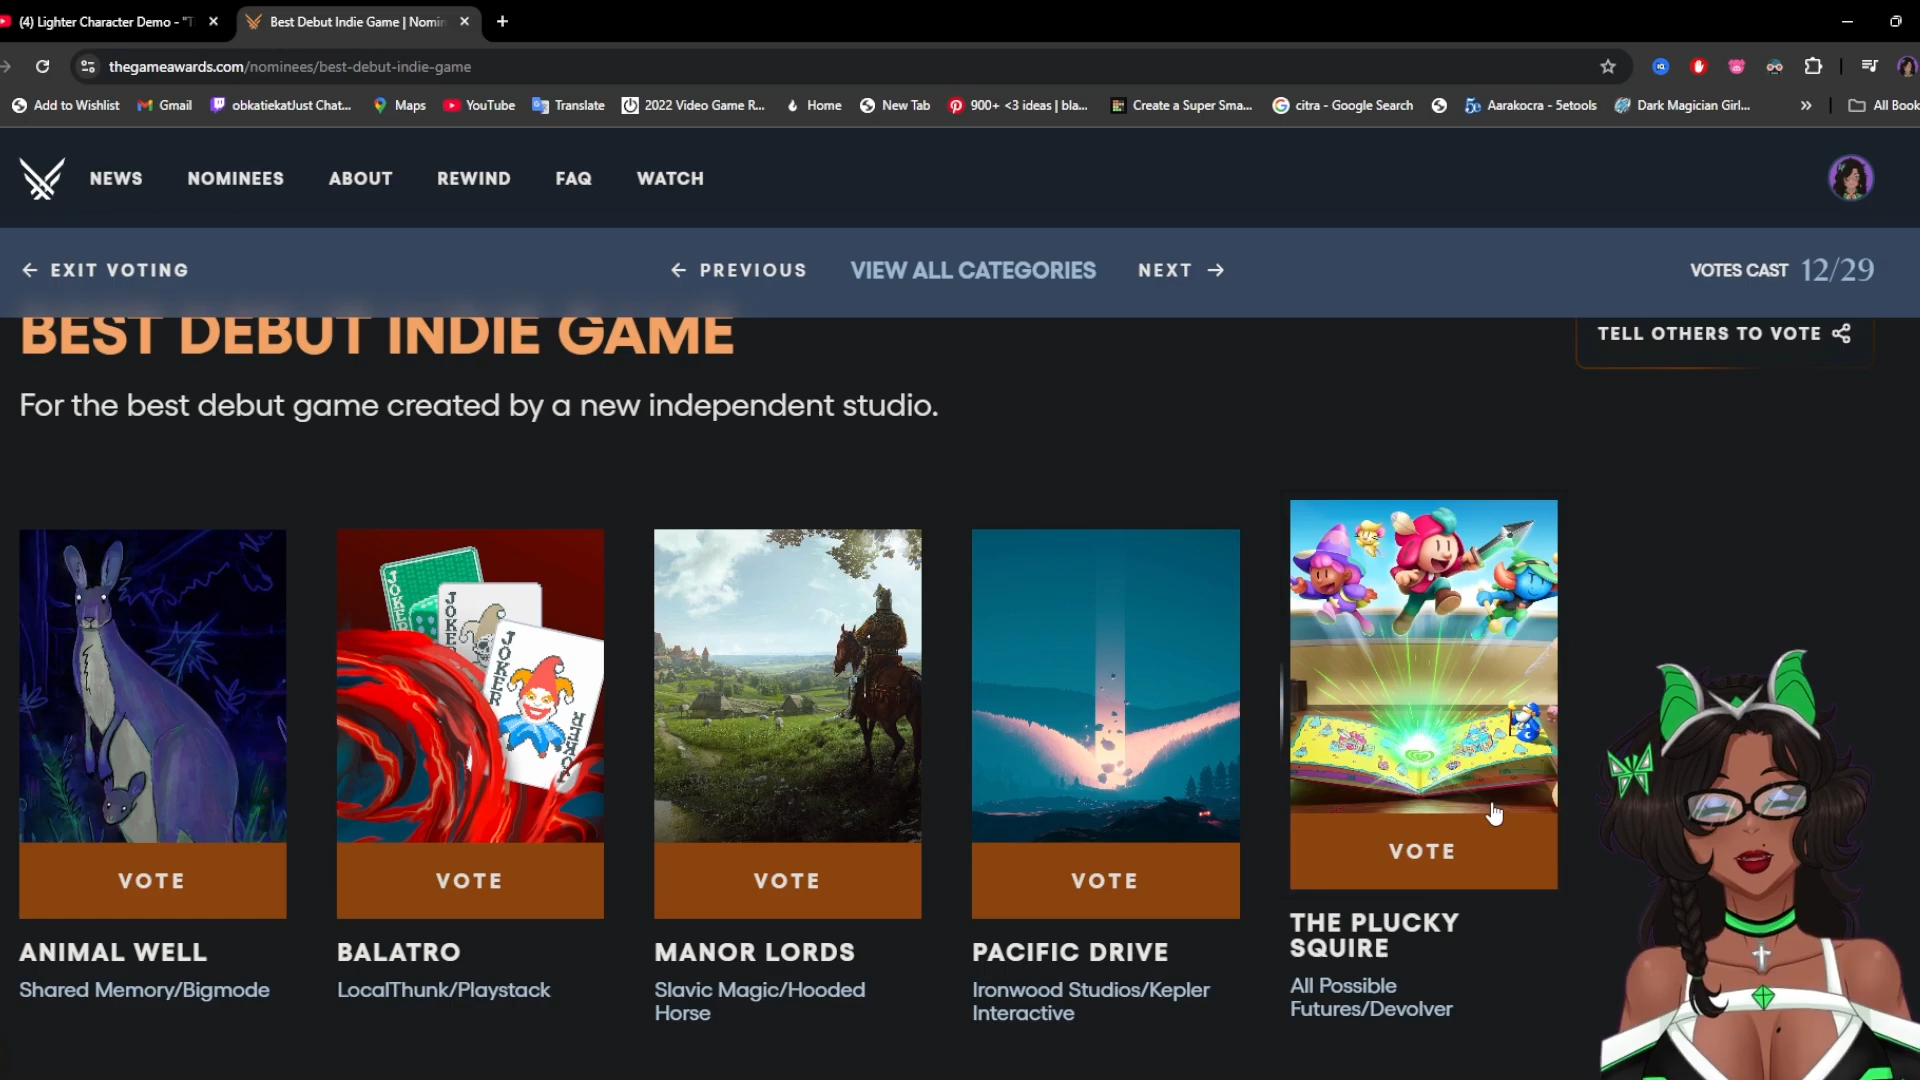 (4) Lighter Character Demo - "T
Best Debut Indie Game | Nomin
thegameawards.com/nominees/best-debut-indie-game
Add to Wishlist
Gmail
obkatiekatJust Chat...
Maps
YouTube
Translate
2022 Video Game R...
Home
New Tab
900+ <3 ideas | bla...
Create a Super Sma...
citra - Google Search
Aarakocra - 5etools
Dark Magician Girl...
»
All Book
NEWS
NOMINEES
ABOUT
REWIND
FAQ
WATCH
← EXIT VOTING
← PREVIOUS
VIEW ALL CATEGORIES
NEXT →
VOTES CAST 12/29
BEST DEBUT INDIE GAME
TELL OTHERS TO VOTE
For the best debut game created by a new independent studio.
JOKER
JOKER
JOKER
JOKER
VOTE
VOTE
VOTE
VOTE
VOTE
ANIMAL WELL
Shared Memory/Bigmode
BALATRO
LocalThunk/Playstack
MANOR LORDS
Slavic Magic/Hooded
Horse
PACIFIC DRIVE
Ironwood Studios/Kepler
Interactive
THE PLUCKY
SQUIRE
All Possible
Futures/Devolver